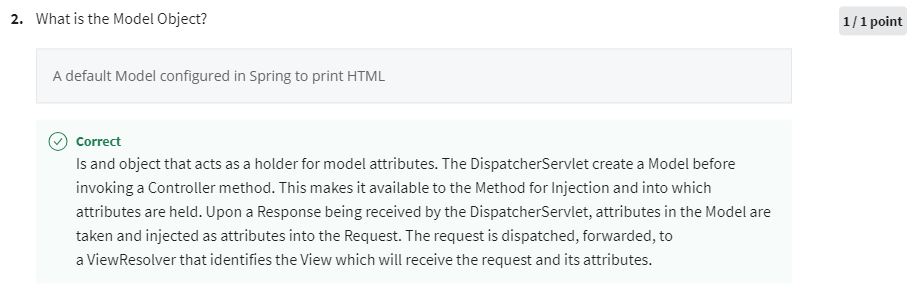 2. What is the Model Object?
1 / 1 point
A default Model configured in Spring to print HTML
Correct
Is and object that acts as a holder for model attributes. The DispatcherServlet create a Model before
invoking a Controller method. This makes it available to the Method for Injection and into which
attributes are held. Upon a Response being received by the DispatcherServlet, attributes in the Model are
taken and injected as attributes into the Request. The request is dispatched, forwarded, to
a ViewResolver that identifies the View which will receive the request and its attributes.